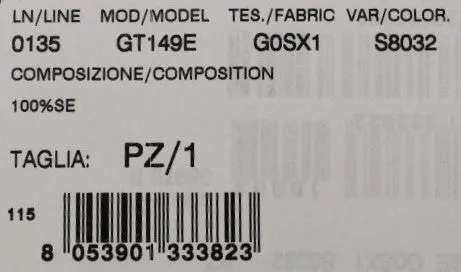 LN/LINE MOD/MODEL TES./FABRIC VAR/COLOR.
0135 GT149E G0SX1 S8032
COMPOSIZIONE/COMPOSITION
100%SE
TAGLIA: PZ/1
115
8 053901 333823